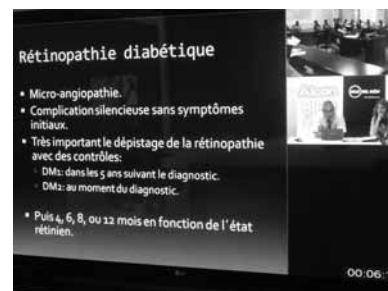 Rétinopathie diabétique
Micro-angiopathie.
Complication silencieuse sans symptômes
initiaux.
Très important le dépistage de la rétinopathie
avec des contrôles:
DM1: dans les 5 ans suivant le diagnostic.
DM2: au moment du diagnostic.
Puis 4, 6, 8, ou 12 mois en fonction de l'état
rétinien.
Alcon
00:06: